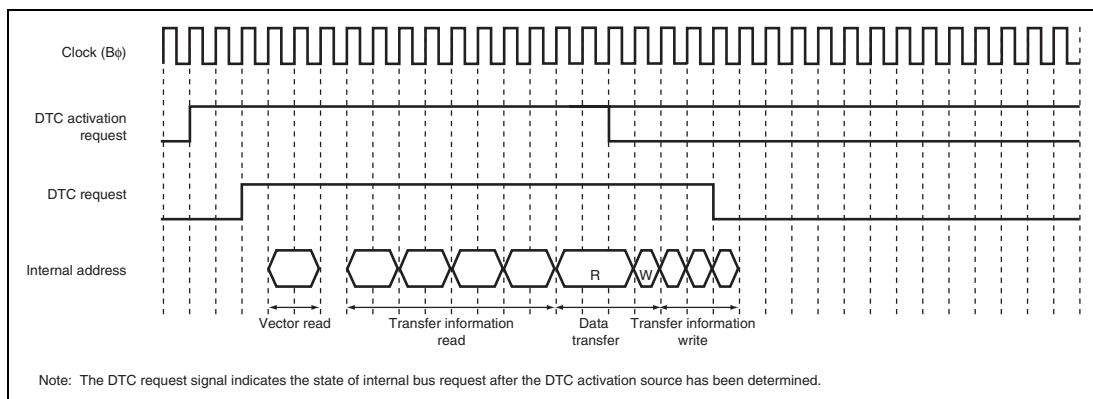 Clock (Bϕ)
DTC activation
request
DTC request
Internal address
R
W
Vector read
Transfer information
read
Data
transfer
Transfer information
write
Note: The DTC request signal indicates the state of internal bus request after the DTC activation source has been determined.